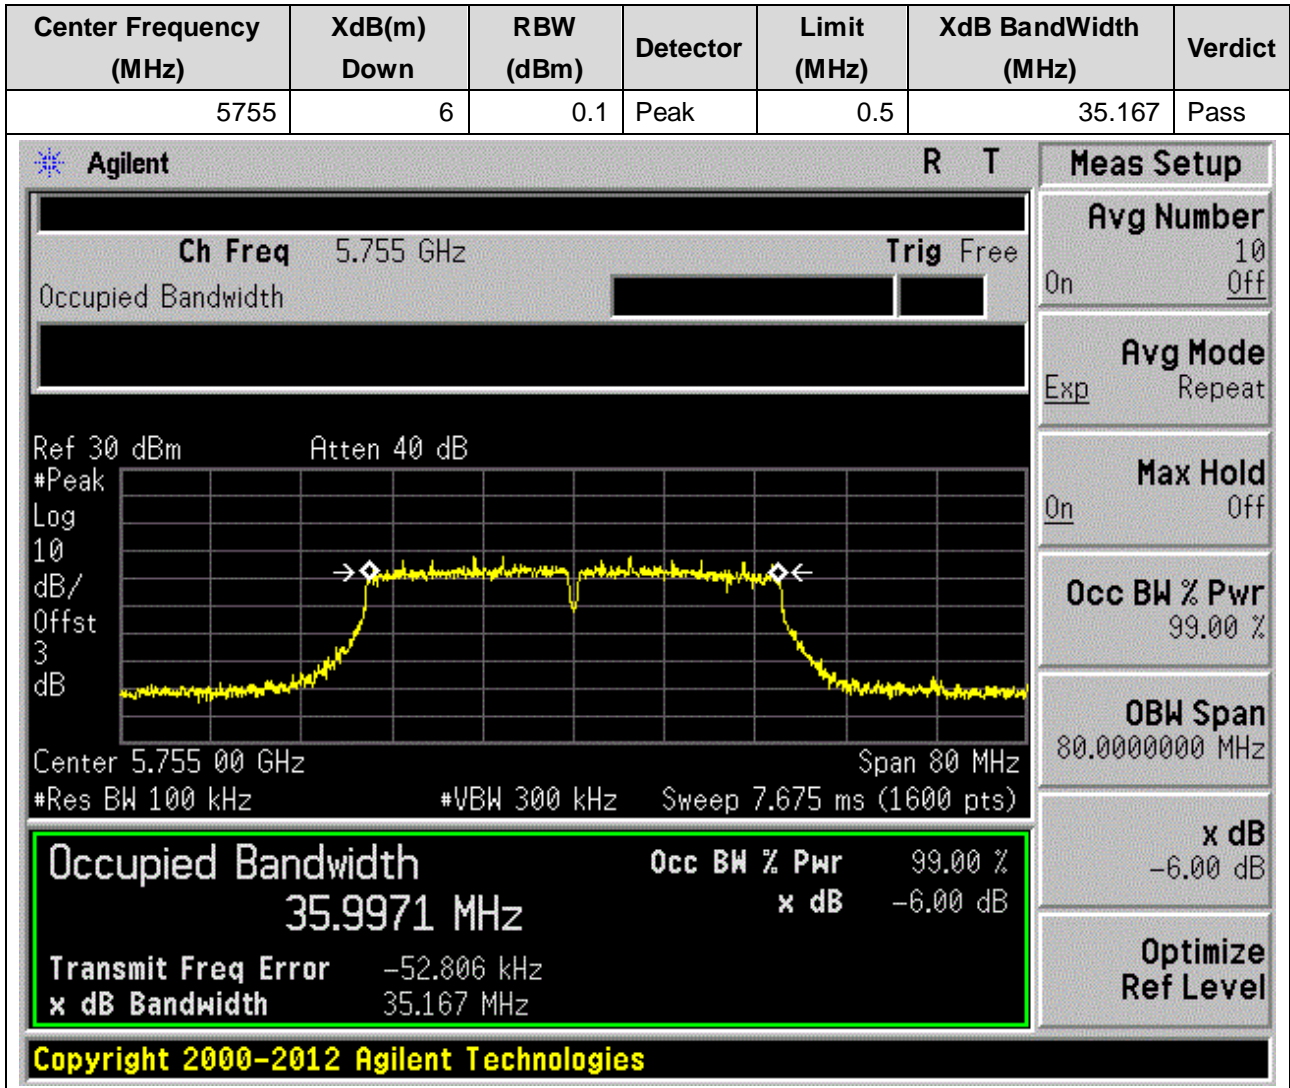 Center Frequency (MHz) XdB(m) Down RBW (dBm) Detector Limit (MHz) XdB BandWidth (MHz) Verdict
5755 6 0.1 Peak 0.5 35.167 Pass
Agilent R T
Ch Freq 5.755 GHz Trig Free
Occupied Bandwidth
Ref 30 dBm Atten 40 dB
#Peak
Log
10
dB/
Offst
3
dB
Center 5.755 00 GHz Span 80 MHz
#Res BW 100 kHz #VBW 300 kHz Sweep 7.675 ms (1600 pts)
Occupied Bandwidth Occ BW % Pwr 99.00 %
35.9971 MHz x dB -6.00 dB
Transmit Freq Error -52.806 kHz
x dB Bandwidth 35.167 MHz
Meas Setup
Avg Number
10
On Off
Avg Mode
Exp Repeat
Max Hold
On Off
Occ BW % Pwr
99.00 %
OBW Span
80.0000000 MHz
x dB
-6.00 dB
Optimize
Ref Level
Copyright 2000-2012 Agilent Technologies